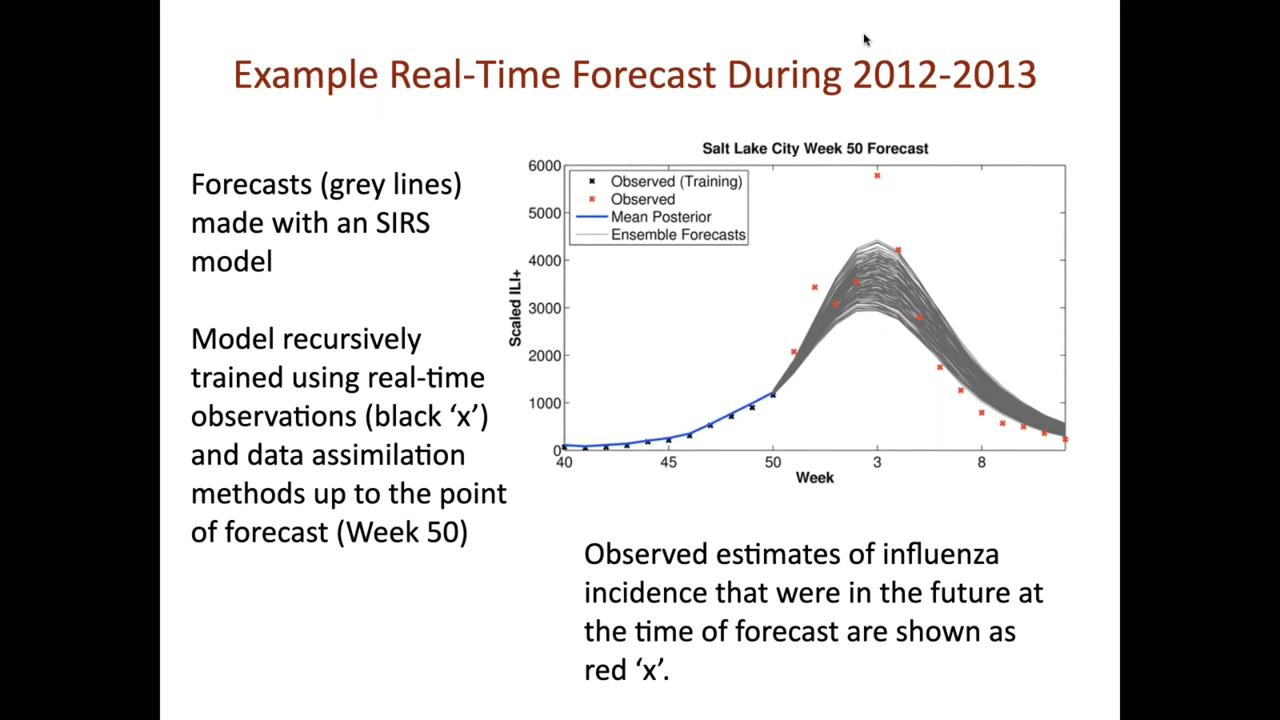 Example Real-Time Forecast During 2012-2013
Forecasts (grey lines)
made with an SIRS
model
Model recursively
trained using real-time
observations (black ‘x’)
and data assimilation
methods up to the point
of forecast (Week 50)
Salt Lake City Week 50 Forecast
Observed (Training)
Observed
Mean Posterior
Ensemble Forecasts
Scaled ILI+
6000
5000
4000
3000
2000
1000
0
40 45 50 3 8
Week
Observed estimates of influenza
incidence that were in the future at
the time of forecast are shown as
red ‘x’.